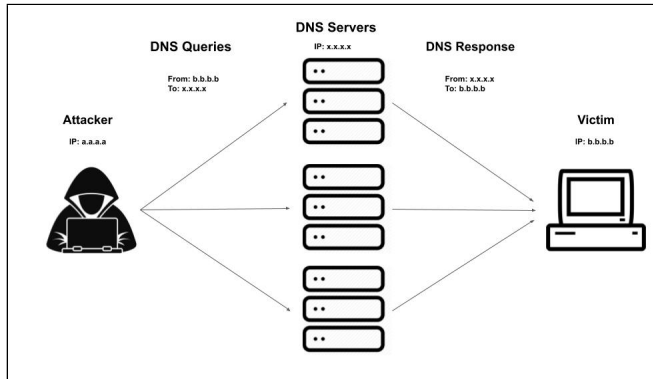 DNS Servers
IP: x.x.x.x
DNS Queries
From: b.b.b.b
To: x.x.x.x
DNS Response
From: x.x.x.x
To: b.b.b.b
Attacker
IP: a.a.a.a
Victim
IP: b.b.b.b